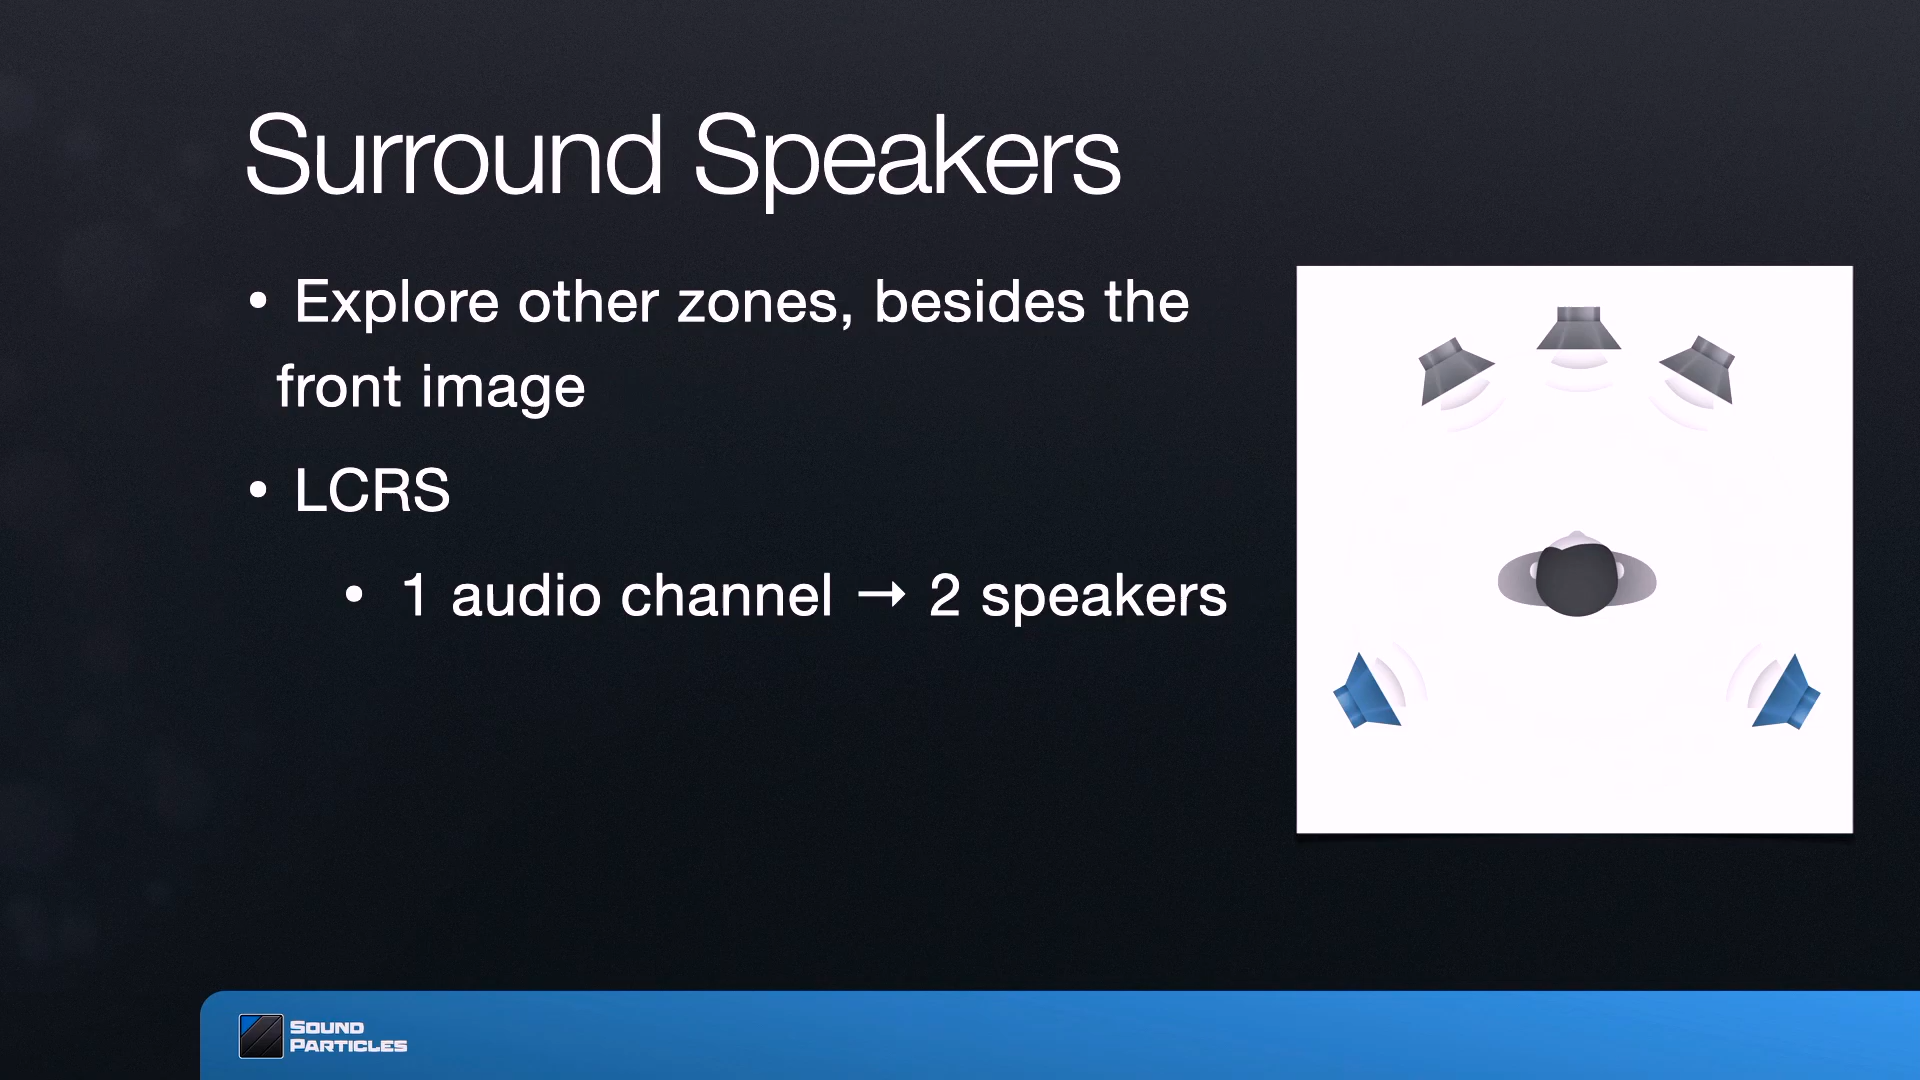 Surround Speakers
• Explore other zones, besides the
front image
• LCRS
• 1 audio channel → 2 speakers
SOUND
PARTICLES